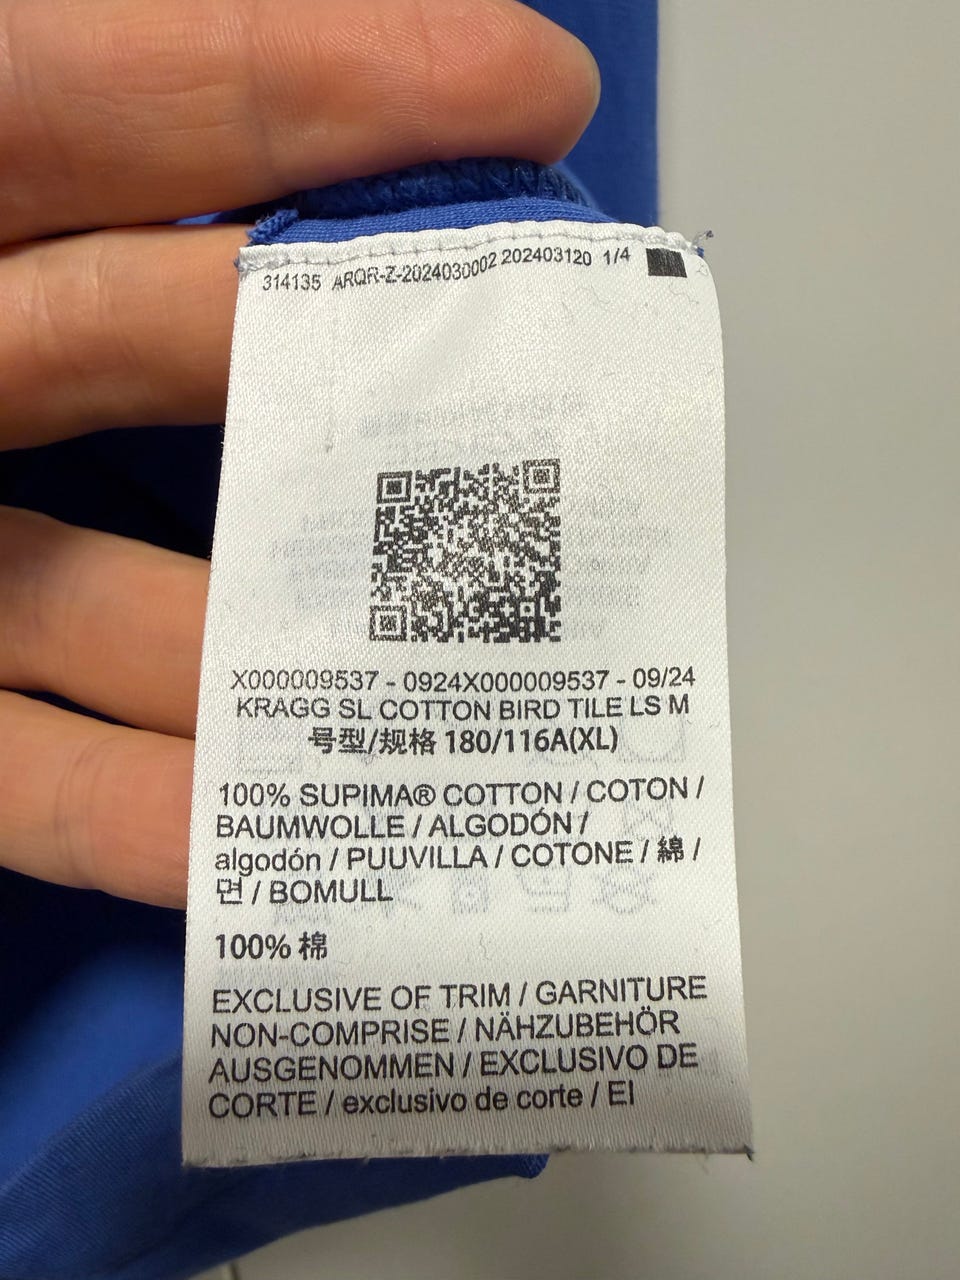 314135 ARQR-Z-2024030002 202403120 1/4
X000009537 - 0924X000009537 - 09/24
KRAGG SL COTTON BIRD TILE LS M
号型/规格 180/116A(XL)
100% SUPIMA® COTTON / COTON /
BAUMWOLLE / ALGODÓN /
algodón / PUUVILLA / COTONE / 綿 /
면 / BOMULL
100% 棉
EXCLUSIVE OF TRIM / GARNITURE
NON-COMPRISE / NÄHZUBEHÖR
AUSGENOMMEN / EXCLUSIVO DE
CORTE / exclusivo de corte / EI